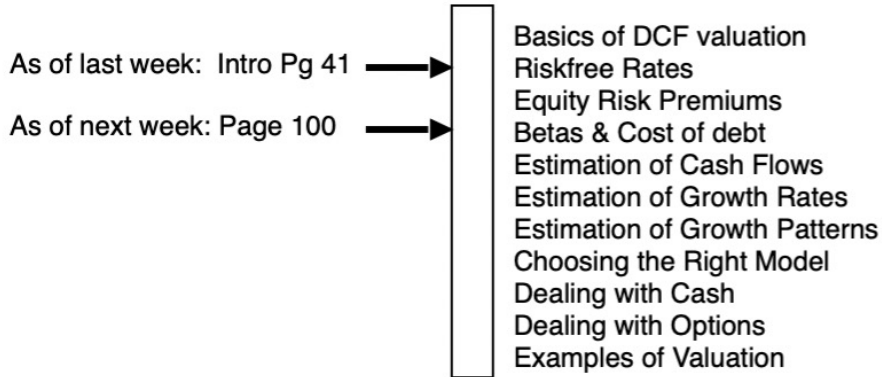 As of last week:  Intro Pg 41
As of next week: Page 100
Basics of DCF valuation
Riskfree Rates
Equity Risk Premiums
Betas & Cost of debt
Estimation of Cash Flows
Estimation of Growth Rates
Estimation of Growth Patterns
Choosing the Right Model
Dealing with Cash
Dealing with Options
Examples of Valuation